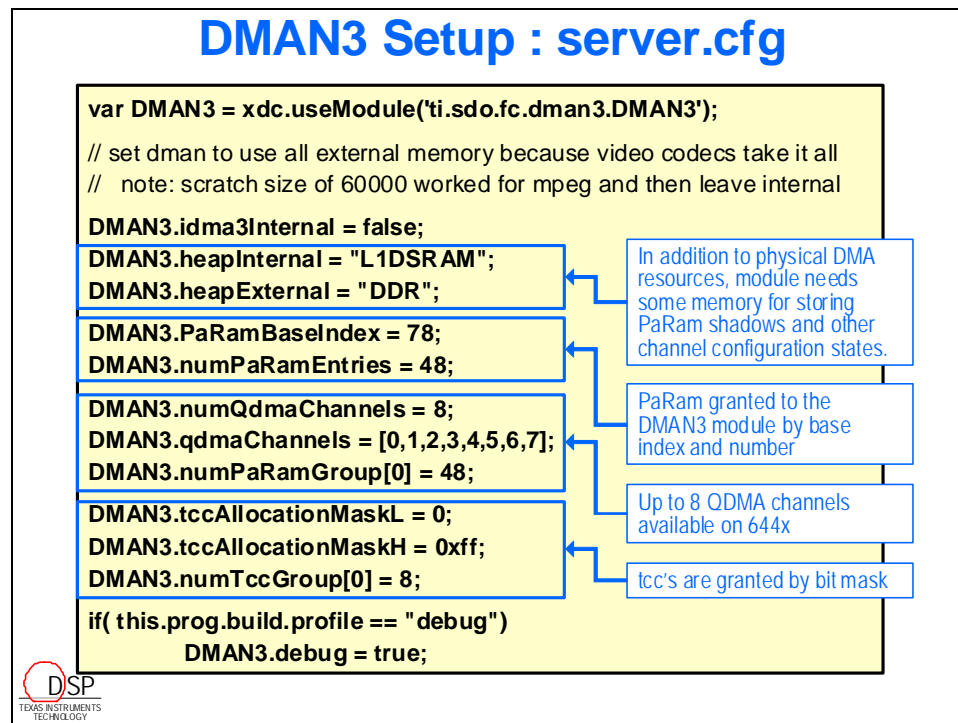 DMAN3 Setup : server.cfg
var DMAN3 = xdc.useModule('ti.sdo.fc.dman3.DMAN3');
// set dman to use all external memory because video codecs take it all
// note: scratch size of 60000 worked for mpeg and then leave internal
DMAN3.idma3Internal = false;
DMAN3.heapInternal = "L1DSRAM";
DMAN3.heapExternal = "DDR";
In addition to physical DMA
resources, module needs
some memory for storing
PaRam shadows and other
channel configuration states.
DMAN3.PaRamBaseIndex = 78;
DMAN3.numPaRamEntries = 48;
PaRam granted to the
DMAN3 module by base
index and number
DMAN3.numQdmaChannels = 8;
DMAN3.qdmaChannels = [0,1,2,3,4,5,6,7];
DMAN3.numPaRamGroup[0] = 48;
Up to 8 QDMA channels
available on 644x
DMAN3.tccAllocationMaskL = 0;
DMAN3.tccAllocationMaskH = 0xff;
DMAN3.numTccGroup[0] = 8;
tcc's are granted by bit mask
if( this.prog.build.profile == "debug")
DMAN3.debug = true;
DSP
TEXAS INSTRUMENTS
TECHNOLOGY